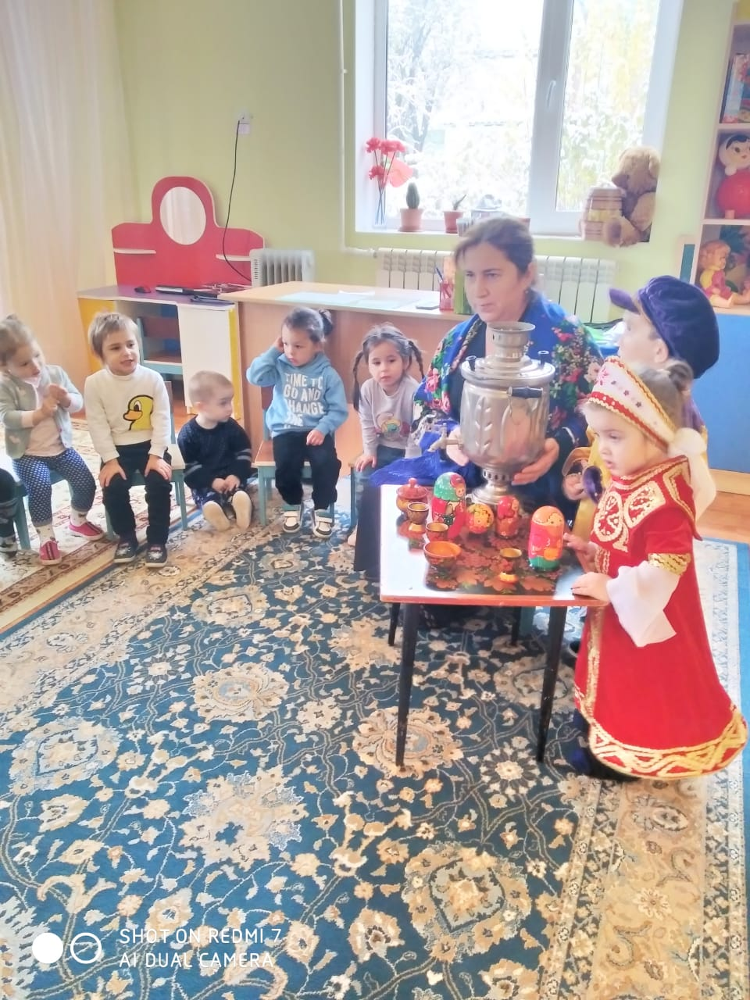 TIME TO
GO AND
CHANGE
SHOT ON REDMI 7
AI DUAL CAMERA